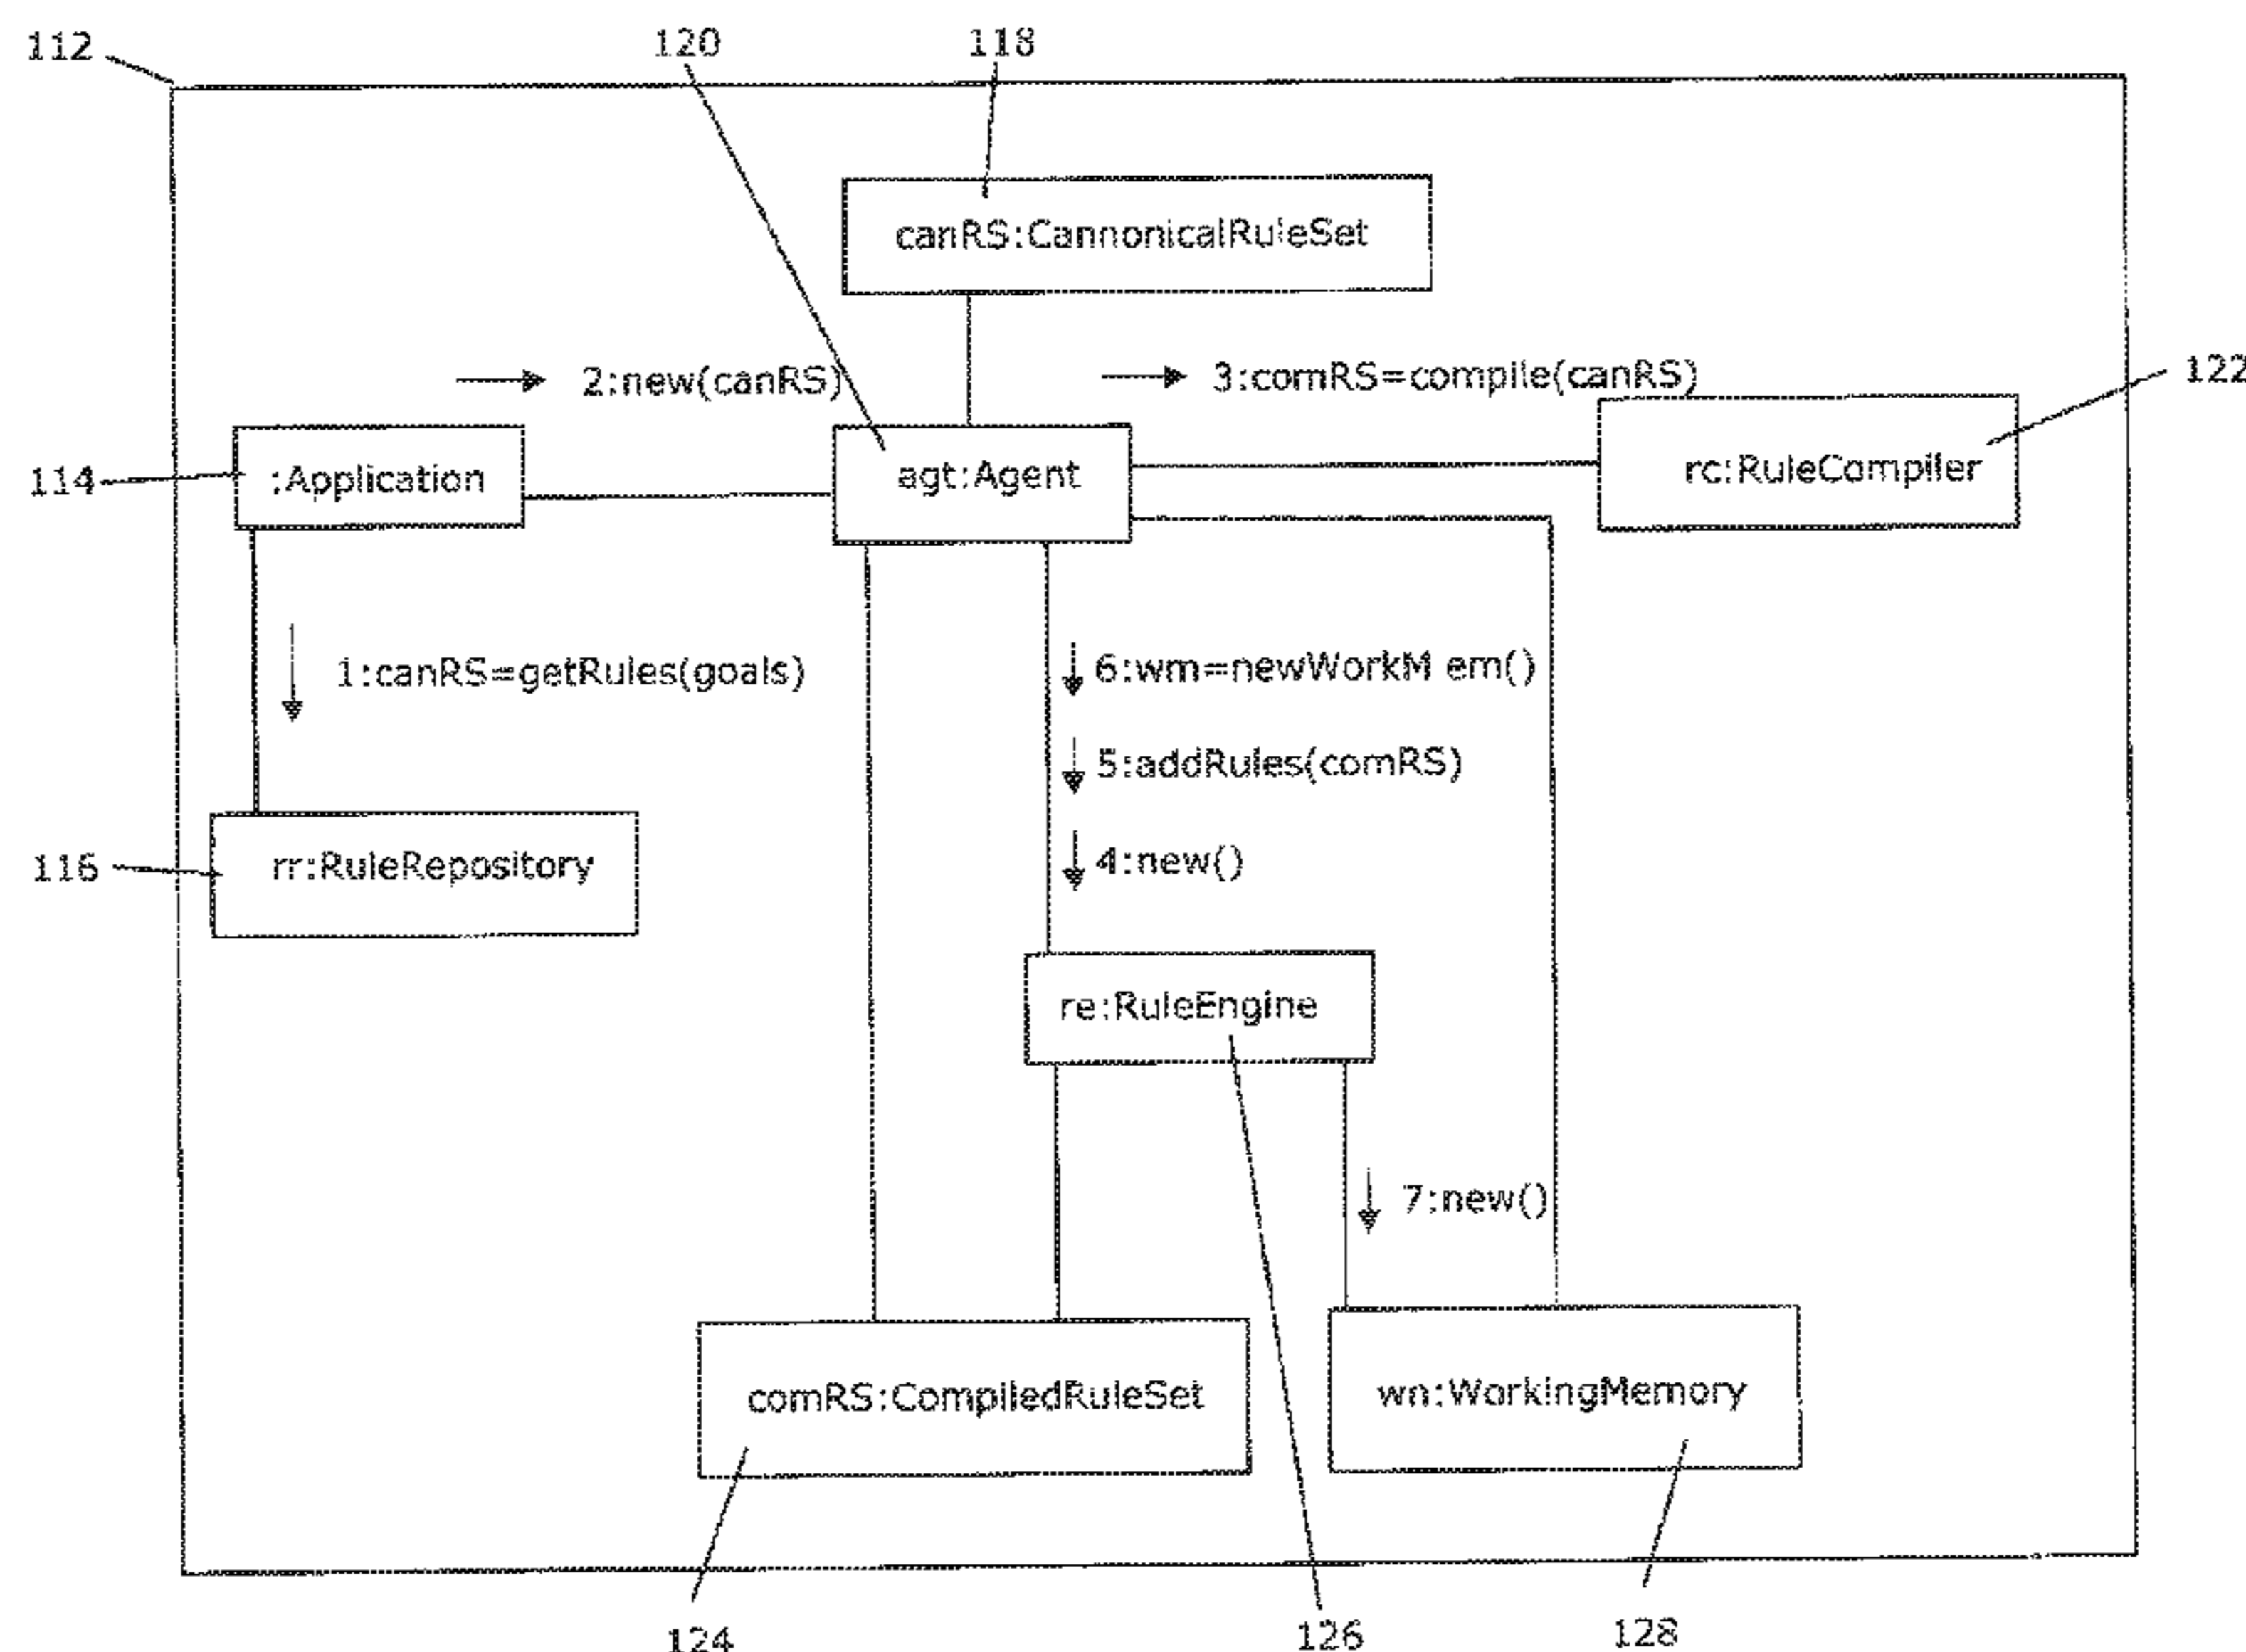 112
120
118
canRS:CannonicalRuleSet
2:new(canRS)
3:comRS=compile(canRS)
122
114
:Application
agt:Agent
rc:RuleCompiler
1:canRS=getRules(goals)
6:wm=newWorkM em()
5:addRules(comRS)
116
rr:RuleRepository
4:new()
re:RuleEngine
7:new()
comRS:CompiledRuleSet
wn:WorkingMemory
124
126
128